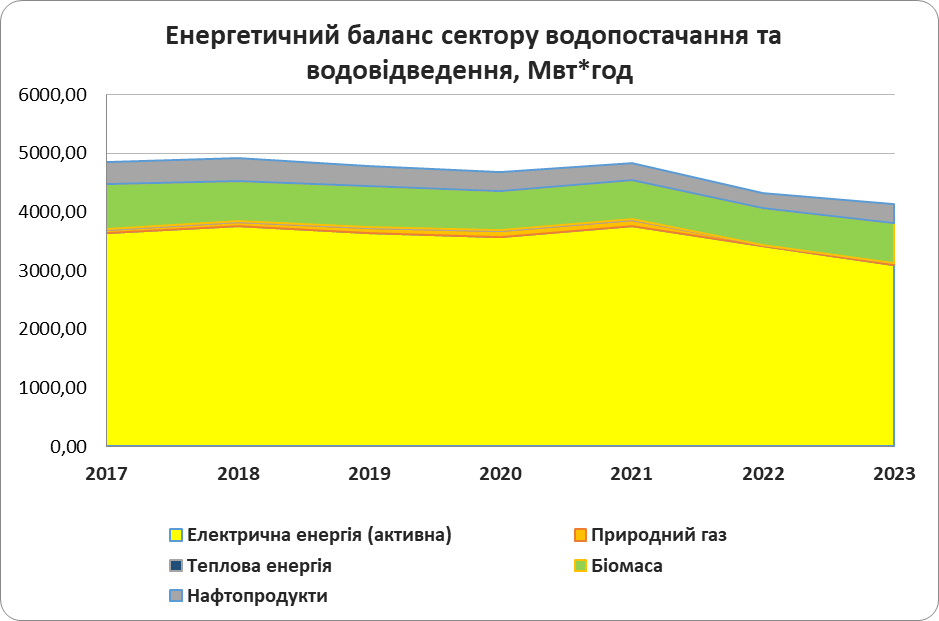 Енергетичний баланс сектору водопостачання та
водовідведення, Мвт*год
6000,00
5000,00
4000,00
3000,00
2000,00
1000,00
0,00
2017 2018 2019 2020 2021 2022 2023
Електрична енергія (активна) Природний газ
Теплова енергія Біомаса
Нафтопродукти